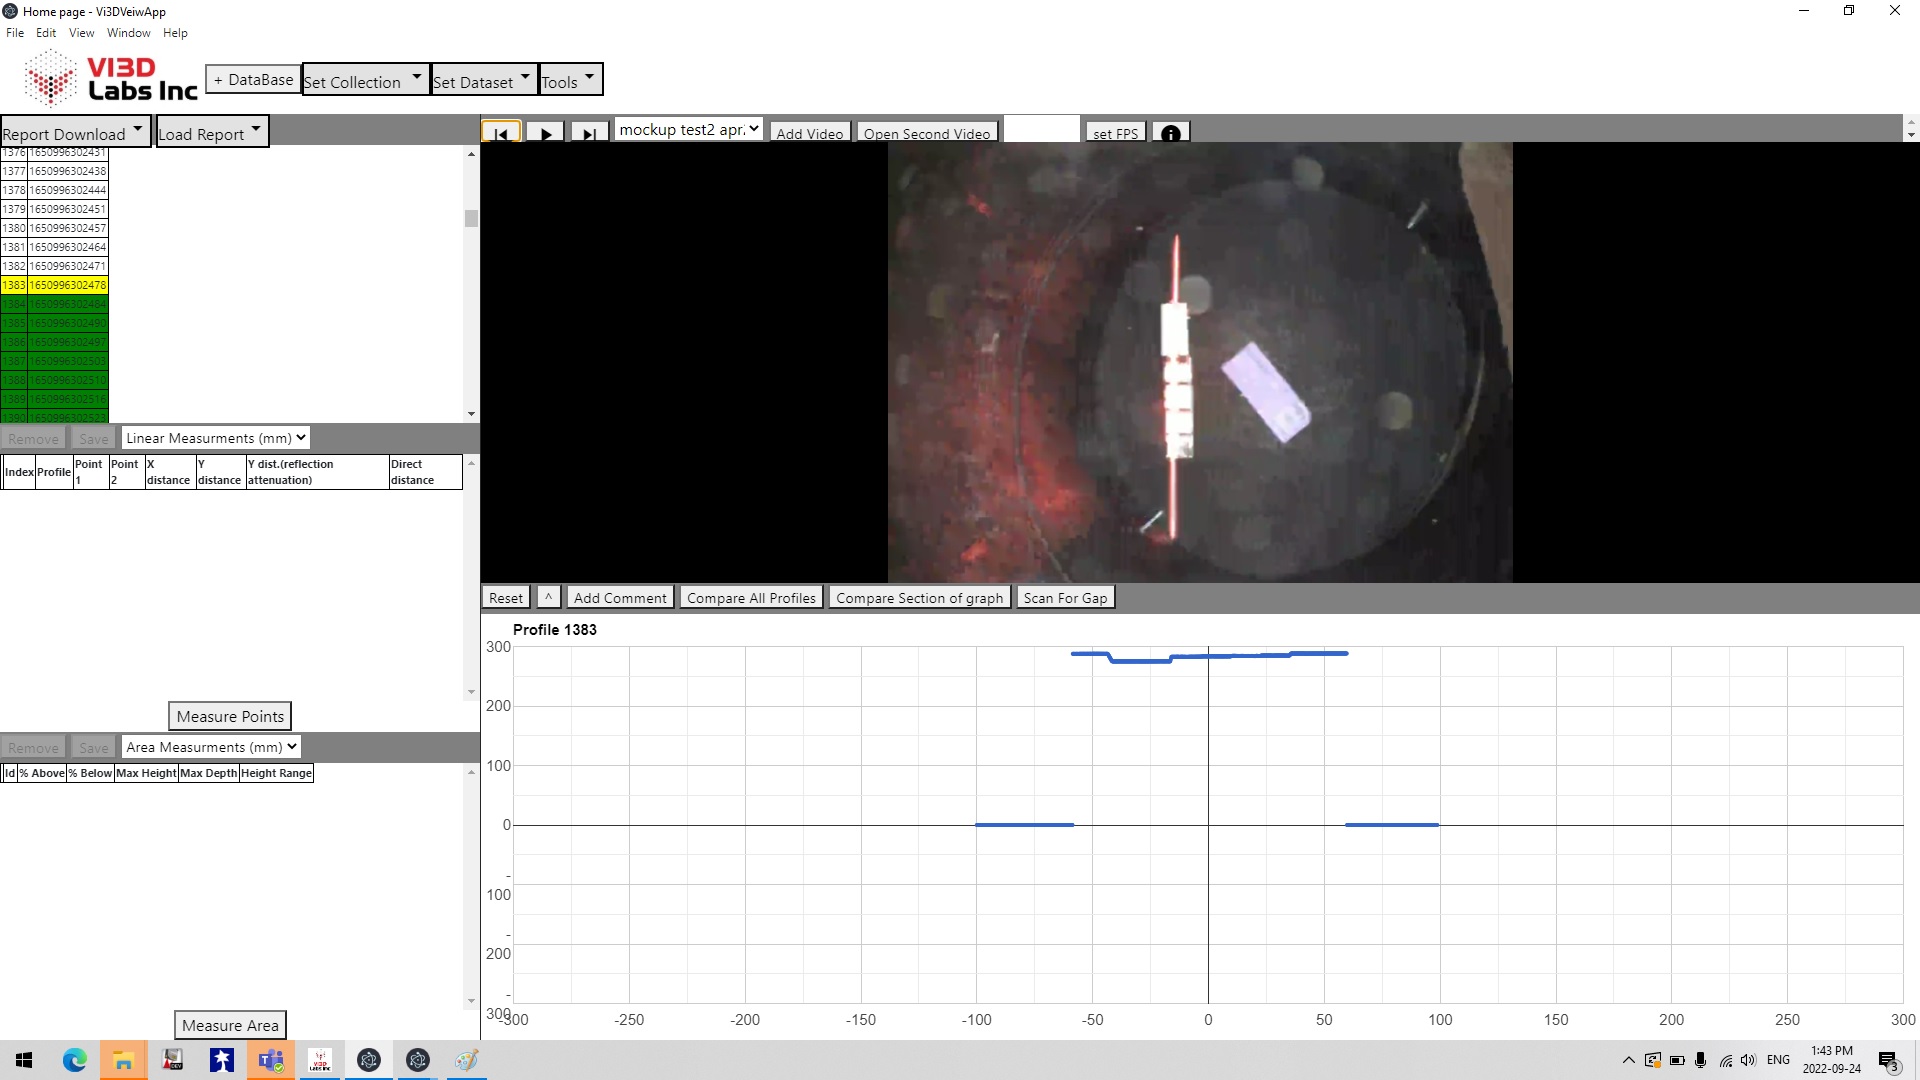 Home page - Vi3DVeiwApp
File Edit View Window Help
VI3D
Labs Inc
+ DataBase Set Collection Set Dataset Tools
Report Download Load Report
mockup test2 apr. Add Video Open Second Video set FPS
1376 1650996302431
1377 1650996302438
1378 1650996302444
1379 1650996302451
1380 1650996302457
1381 1650996302464
1382 1650996302471
1383 1650996302478
1384 1650996302484
1385 1650996302490
1386 1650996302497
1387 1650996302503
1388 1650996302510
1389 1650996302516
1390 1650996302523
Remove Save Linear Measurments (mm)
Index Profile Point 1 Point 2 X distance Y distance Y dist.(reflection attenuation) Direct distance
Measure Points
Remove Save Area Measurments (mm)
Id % Above % Below Max Height Max Depth Height Range
Measure Area
Reset ^ Add Comment Compare All Profiles Compare Section of graph Scan For Gap
Profile 1383
300
200
100
0
-100
-200
-300
-300 -250 -200 -150 -100 -50 0 50 100 150 200 250 300
DEV
VI3D
Labs Inc
ENG
1:43 PM
2022-09-24
3